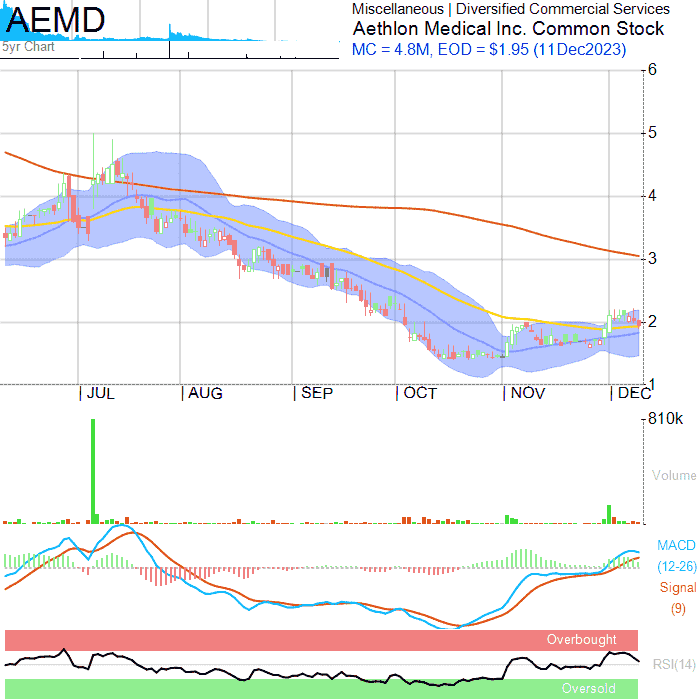 AEMD
5yr Chart
Miscellaneous | Diversified Commercial Services
Aethlon Medical Inc. Common Stock
MC = 4.8M, EOD = $1.95 (11Dec2023)
6
5
4
3
2
1
| JUL | AUG | SEP | OCT | NOV | DEC
810k
Volume
MACD
(12-26)
Signal
(9)
Overbought
RSI(14)
Oversold